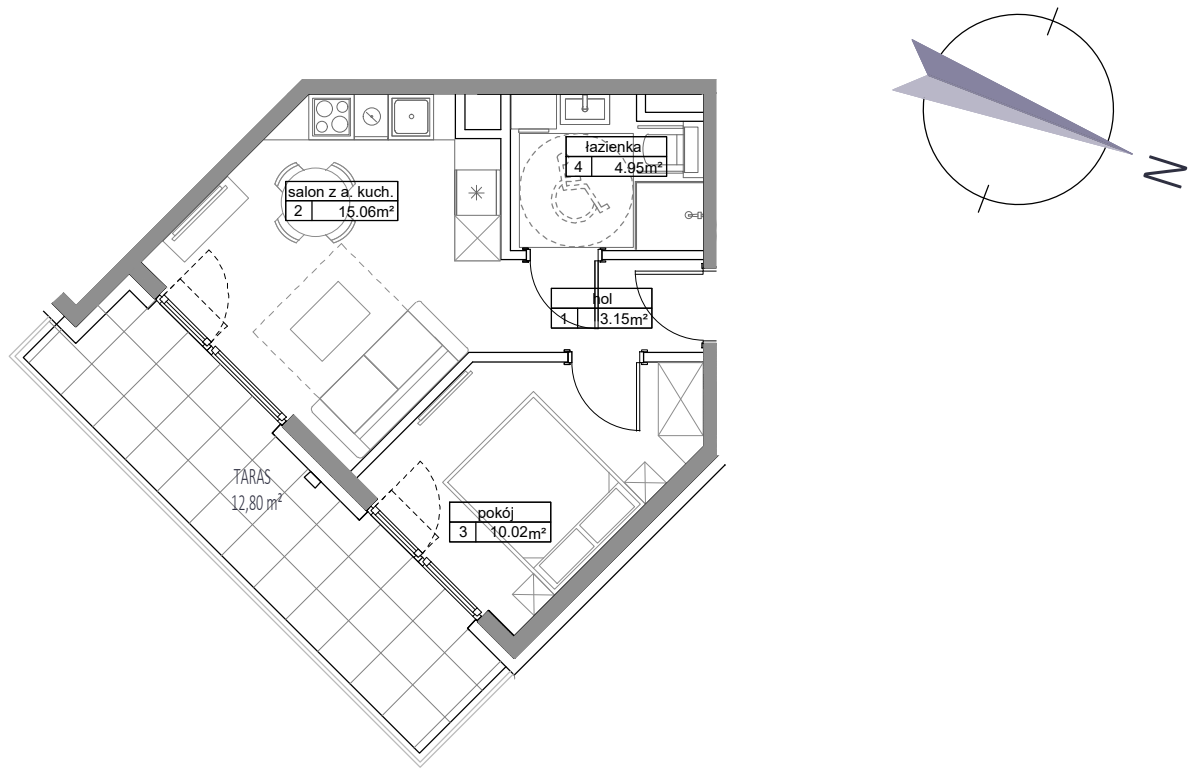 łazienka
4 4.95m²
salon z a. kuch.
2 15.06m²
N
hol
1 3.15m²
TARAS
12,80 m²
pokój
3 10.02m²